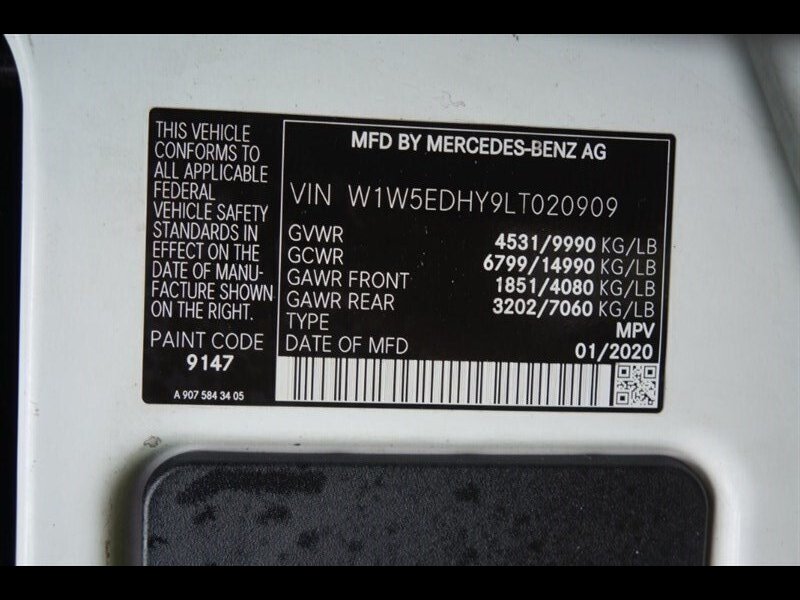 THIS VEHICLE
CONFORMS TO
ALL APPLICABLE
FEDERAL
VEHICLE SAFETY
STANDARDS IN
EFFECT ON THE
DATE OF MANU-
FACTURE SHOWN
ON THE RIGHT.
PAINT CODE
9147
A 907 584 34 05
MFD BY MERCEDES-BENZ AG
VIN W1W5EDHY9LT020909
GVWR 4531/9990 KG/LB
GCWR 6799/14990 KG/LB
GAWR FRONT 1851/4080 KG/LB
GAWR REAR 3202/7060 KG/LB
TYPE MPV
DATE OF MFD 01/2020